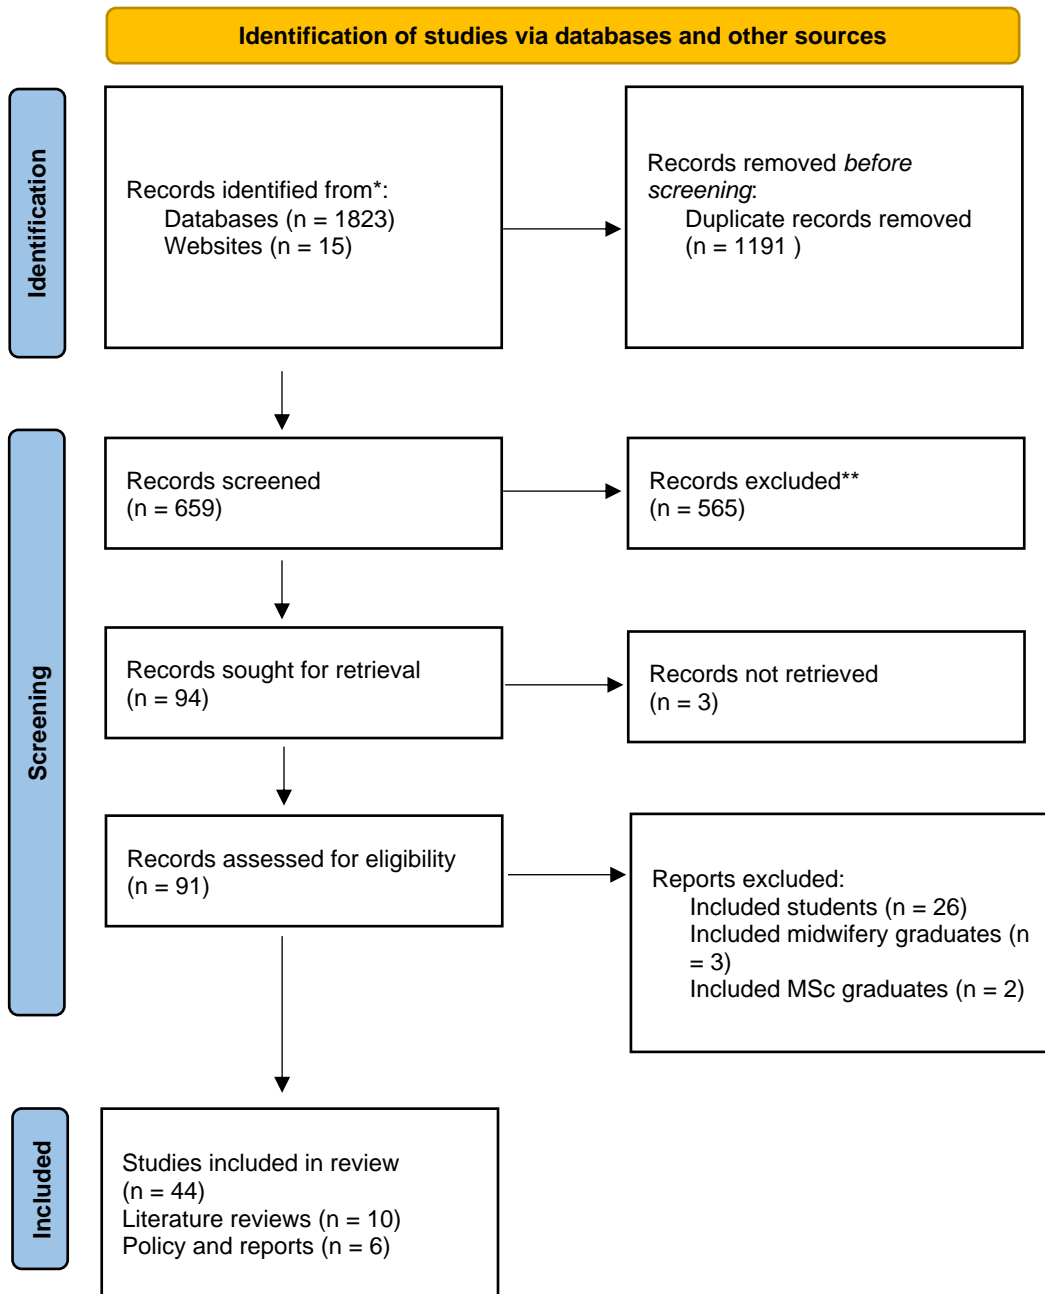 Identification of studies via databases and other sources
Identification
Records identified from*:
Databases (n = 1823)
Websites (n = 15)
Records removed before
screening:
Duplicate records removed
(n = 1191 )
Screening
Records screened
(n = 659)
Records excluded**
(n = 565)
Records sought for retrieval
(n = 94)
Records not retrieved
(n = 3)
Records assessed for eligibility
(n = 91)
Reports excluded:
Included students (n = 26)
Included midwifery graduates (n
= 3)
Included MSc graduates (n = 2)
Included
Studies included in review
(n = 44)
Literature reviews (n = 10)
Policy and reports (n = 6)